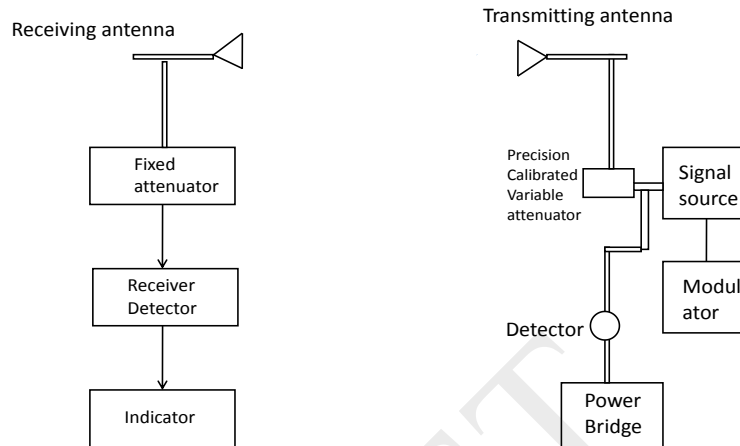 Receiving antenna
Fixed
attenuator
Receiver
Detector
Indicator
Transmitting antenna
Precision
Calibrated
Variable
attenuator
Signal
source
Modul
ator
Detector
Power
Bridge